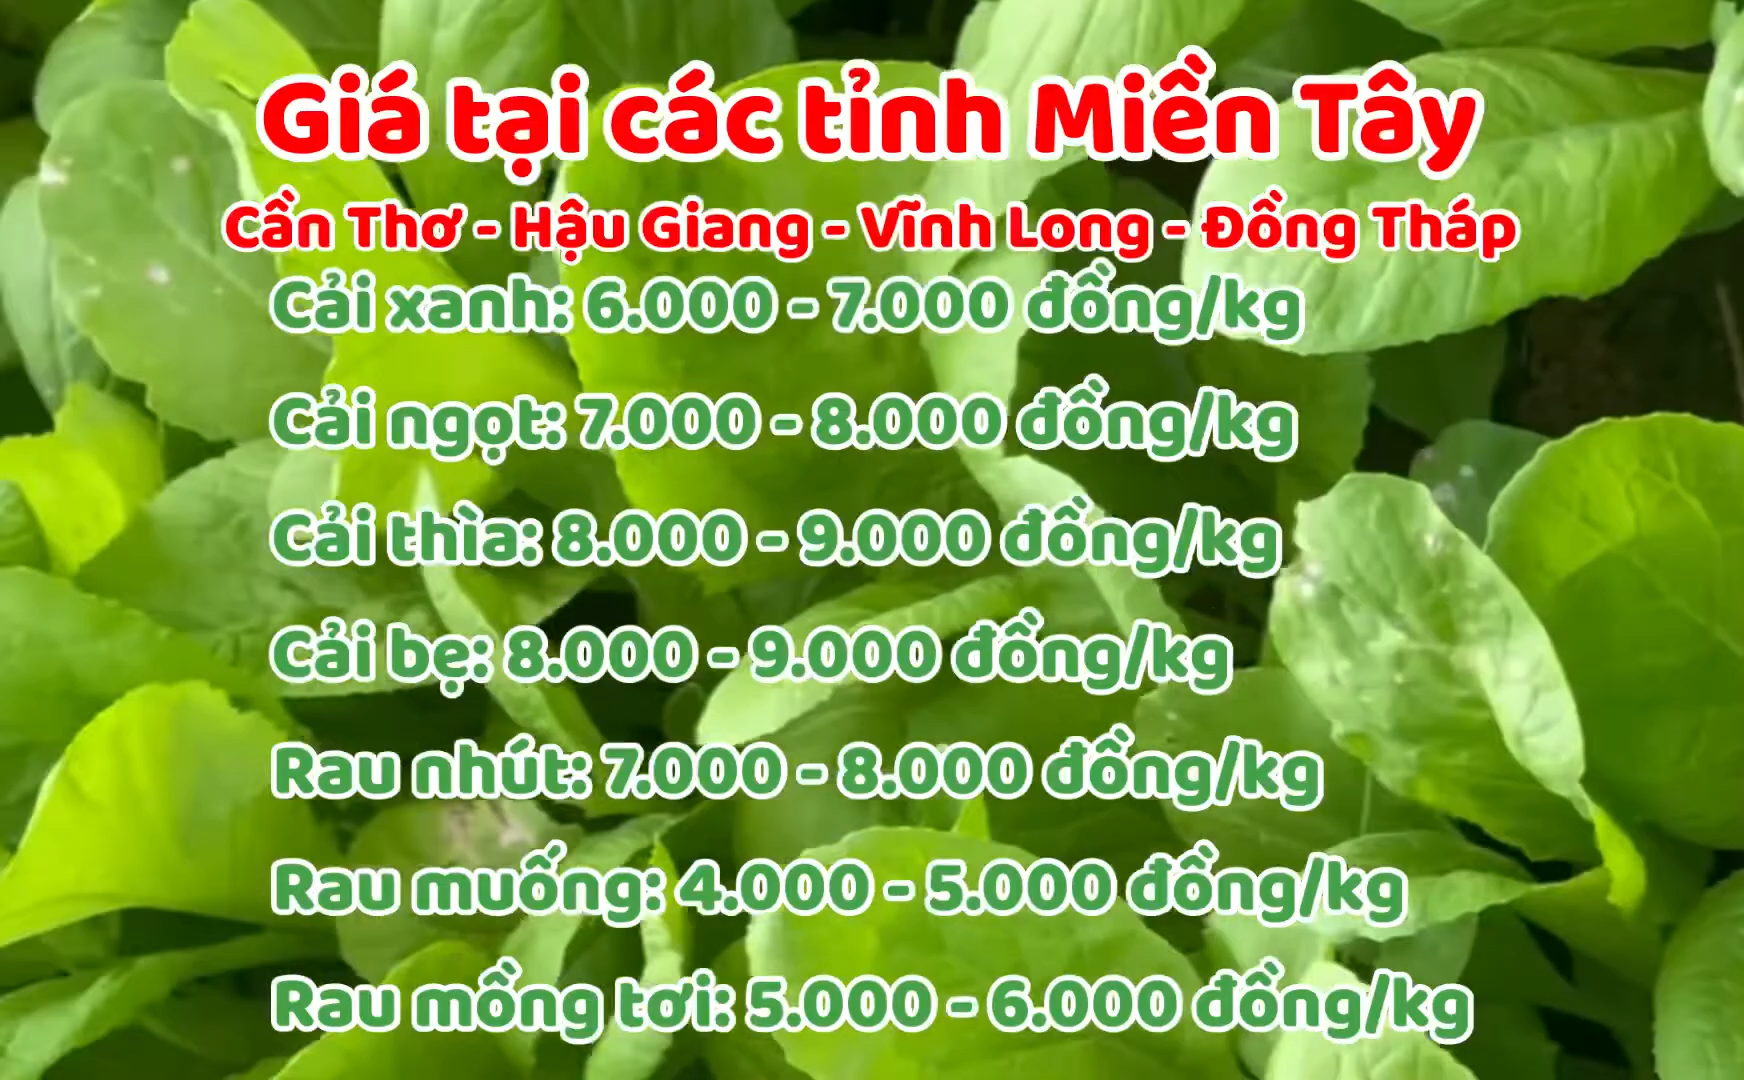 Giá tại các tỉnh Miền Tây
Cần Thơ - Hậu Giang - Vĩnh Long - Đồng Tháp
Cải xanh: 6.000 - 7.000 đồng/kg
Cải ngọt: 7.000 - 8.000 đồng/kg
Cải thìa: 8.000 - 9.000 đồng/kg
Cải bẹ: 8.000 - 9.000 đồng/kg
Rau nhút: 7.000 - 8.000 đồng/kg
Rau muống: 4.000 - 5.000 đồng/kg
Rau mồng tơi: 5.000 - 6.000 đồng/kg